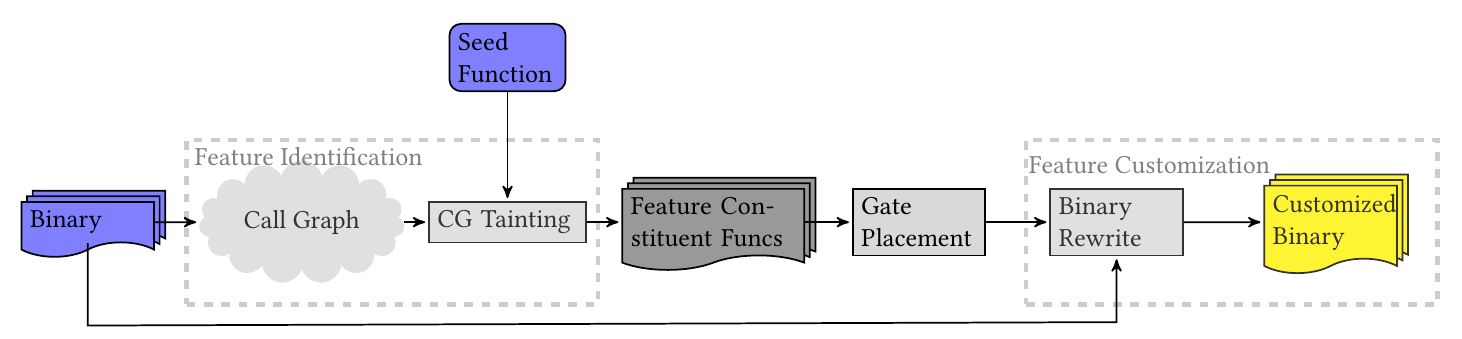 Seed
Function
Feature Identification
Binary
Call Graph
CG Tainting
Feature Con-
stituent Funcs
Gate
Placement
Feature Customization
Binary
Rewrite
Customized
Binary